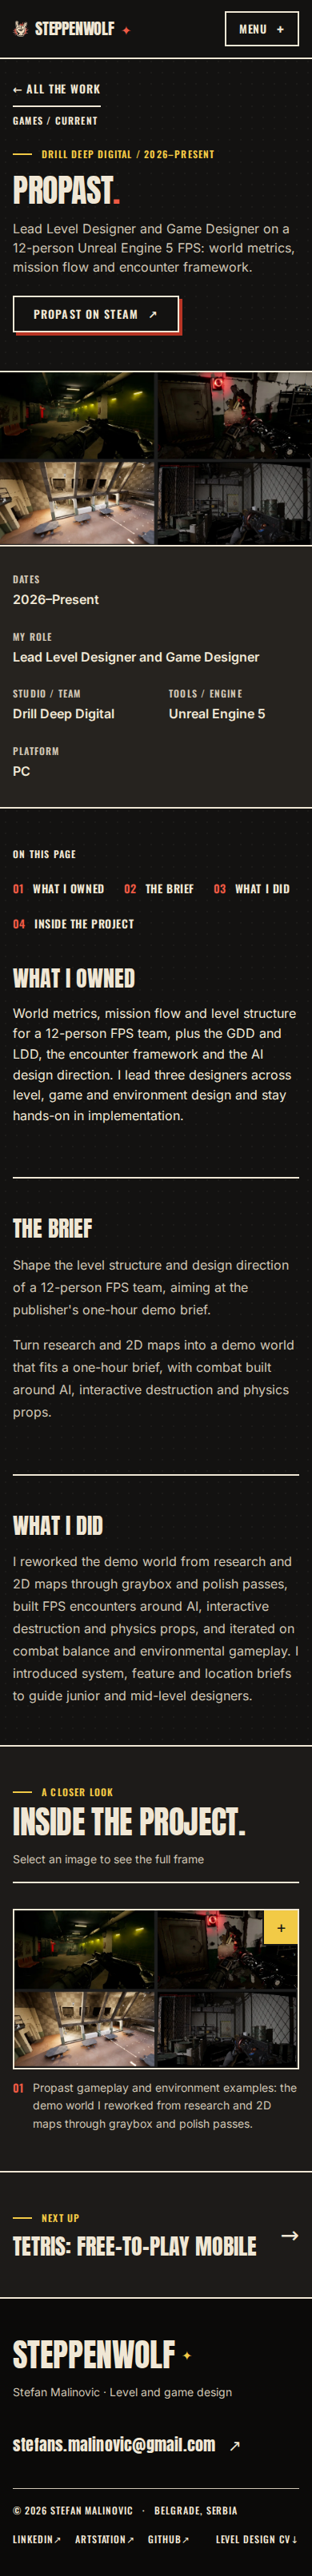 STEPPENWOLF ✦
MENU +
← ALL THE WORK
GAMES / CURRENT
DRILL DEEP DIGITAL / 2026–PRESENT
PROPAST.
Lead Level Designer and Game Designer on a
12-person Unreal Engine 5 FPS: world metrics,
mission flow and encounter framework.
PROPAST ON STEAM ↗
DATES
2026–Present
MY ROLE
Lead Level Designer and Game Designer
STUDIO / TEAM
TOOLS / ENGINE
Drill Deep Digital
Unreal Engine 5
PLATFORM
PC
ON THIS PAGE
01 WHAT I OWNED 02 THE BRIEF 03 WHAT I DID
04 INSIDE THE PROJECT
WHAT I OWNED
World metrics, mission flow and level structure
for a 12-person FPS team, plus the GDD and
LDD, the encounter framework and the AI
design direction. I lead three designers across
level, game and environment design and stay
hands-on in implementation.
THE BRIEF
Shape the level structure and design direction
of a 12-person FPS team, aiming at the
publisher's one-hour demo brief.
Turn research and 2D maps into a demo world
that fits a one-hour brief, with combat built
around AI, interactive destruction and physics
props.
WHAT I DID
I reworked the demo world from research and
2D maps through graybox and polish passes,
built FPS encounters around AI, interactive
destruction and physics props, and iterated on
combat balance and environmental gameplay. I
introduced system, feature and location briefs
to guide junior and mid-level designers.
A CLOSER LOOK
INSIDE THE PROJECT.
Select an image to see the full frame
+
01 Propast gameplay and environment examples: the
demo world I reworked from research and 2D
maps through graybox and polish passes.
NEXT UP
TETRIS: FREE-TO-PLAY MOBILE →
STEPPENWOLF ✦
Stefan Malinovic · Level and game design
stefans.malinovic@gmail.com ↗
© 2026 STEFAN MALINOVIC · BELGRADE, SERBIA
LINKEDIN↗ ARTSTATION↗ GITHUB↗ LEVEL DESIGN CV↓